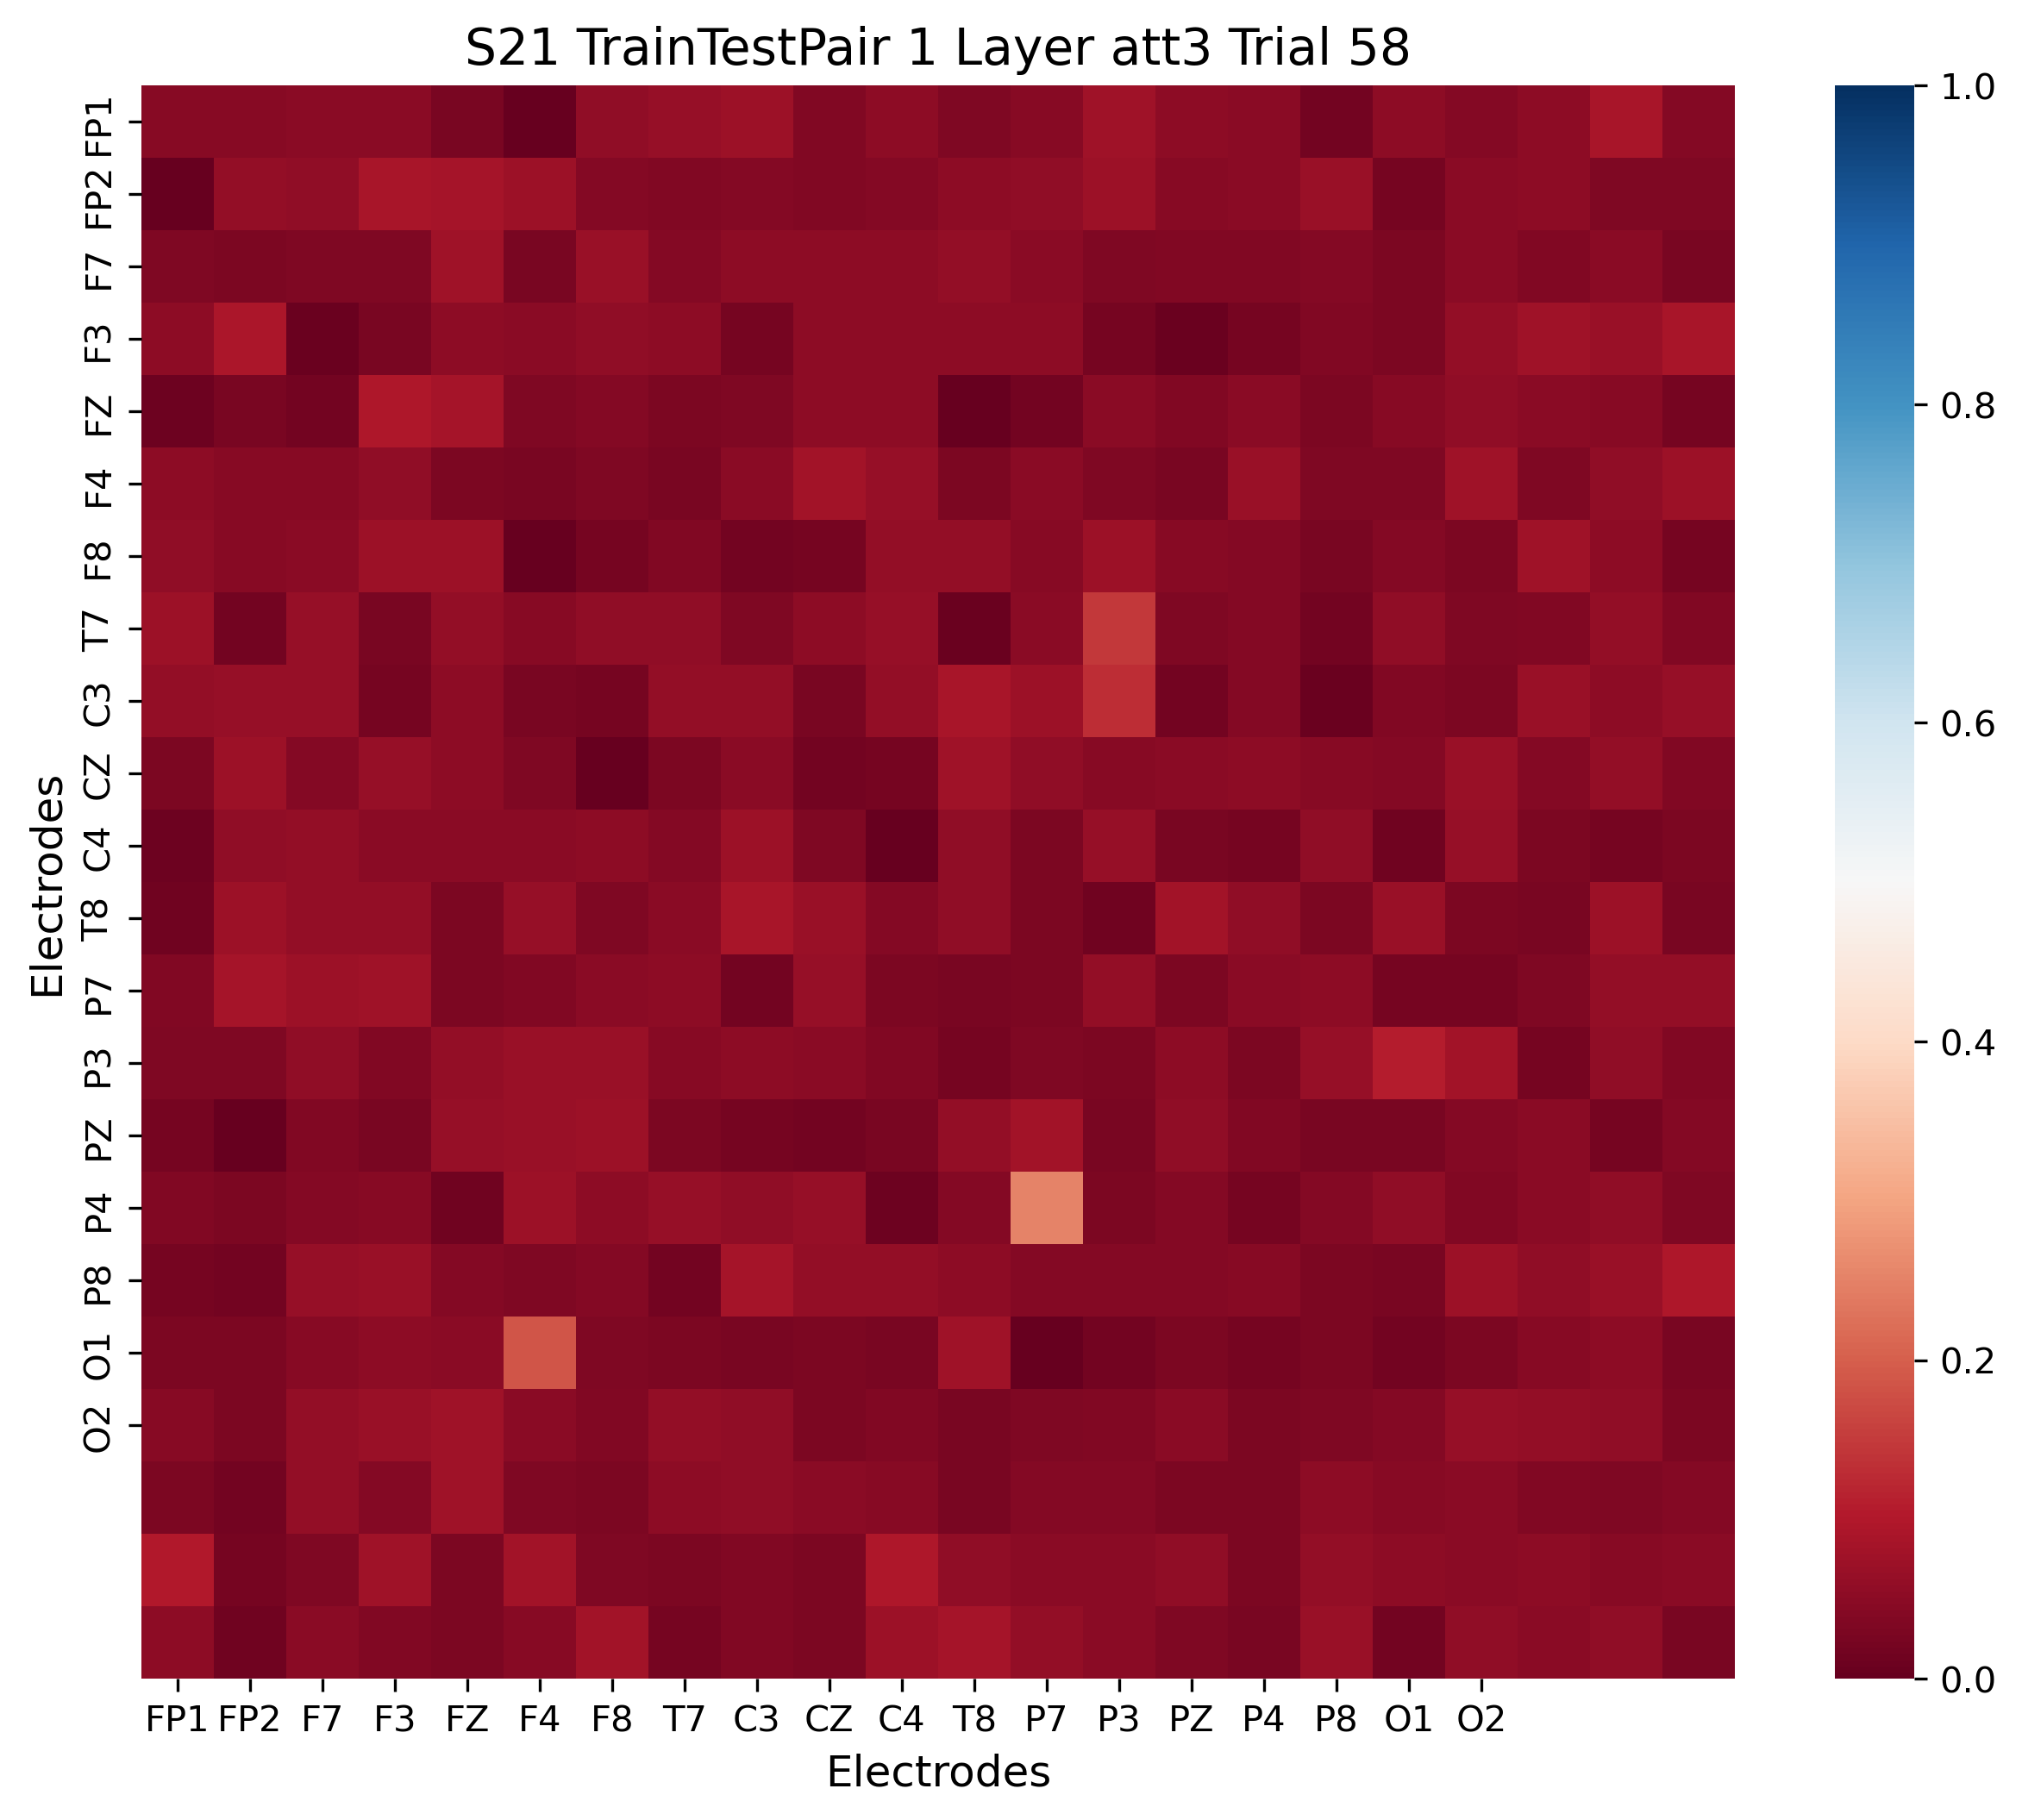 S21 TrainTestPair 1 Layer att3 Trial 58
Electrodes
FP1
FP2
F7
F3
FZ
F4
F8
T7
C3
CZ
C4
T8
P7
P3
PZ
P4
P8
O1
O2
FP1 FP2 F7 F3 FZ F4 F8 T7 C3 CZ C4 T8 P7 P3 PZ P4 P8 O1 O2
Electrodes
1.0
0.8
0.6
0.4
0.2
0.0